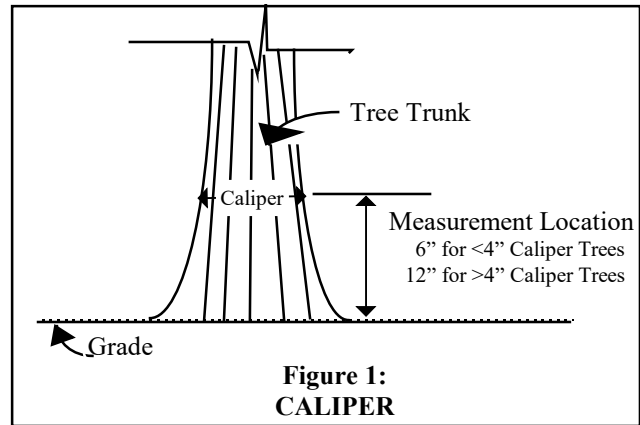 Tree Trunk
Caliper
Measurement Location
6” for <4” Caliper Trees
12” for >4” Caliper Trees
Grade
Figure 1:
CALIPER